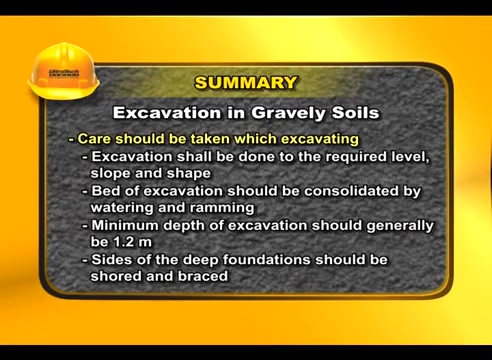 UltraTech
SUMMARY
Excavation in Gravely Soils
- Care should be taken which excavating
- Excavation shall be done to the required level,
slope and shape
- Bed of excavation should be consolidated by
watering and ramming
- Minimum depth of excavation should generally
be 1.2 m
- Sides of the deep foundations should be
shored and braced